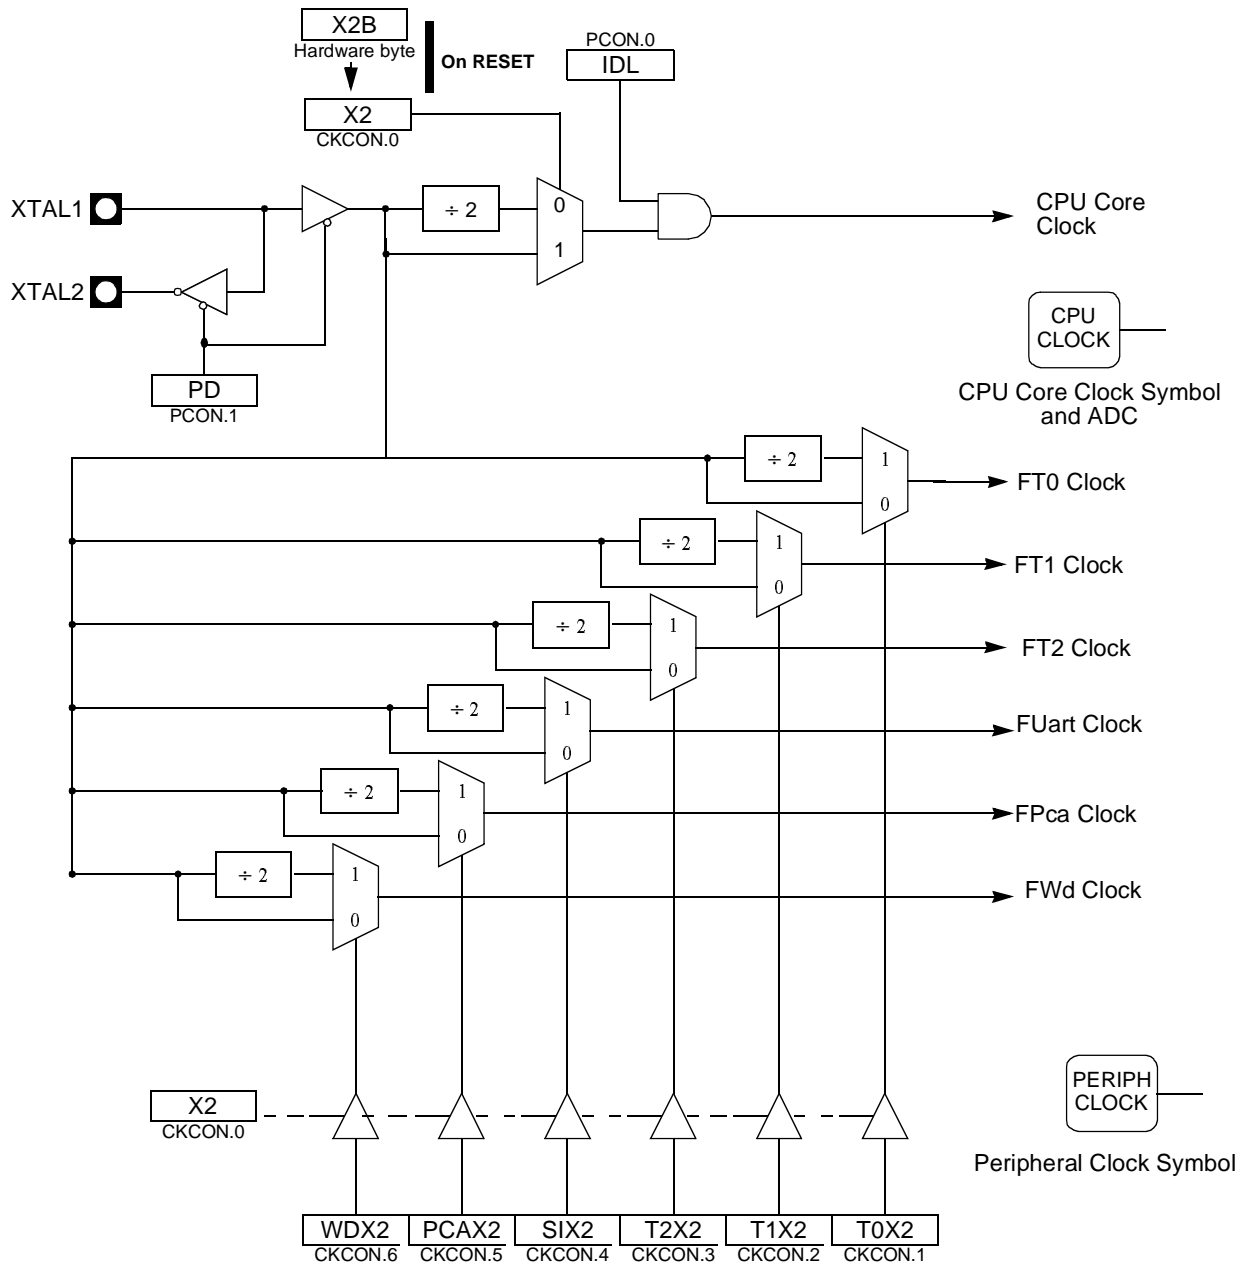 X2B
Hardware byte
On RESET
PCON.0
IDL
X2
CKCON.0
XTAL1
÷ 2
0
1
CPU Core
Clock
XTAL2
CPU
CLOCK
PD
PCON.1
CPU Core Clock Symbol
and ADC
÷ 2
1
0
FT0 Clock
÷ 2
1
0
FT1 Clock
÷ 2
1
0
FT2 Clock
÷ 2
1
0
FUart Clock
÷ 2
1
0
FPca Clock
÷ 2
1
0
FWd Clock
X2
CKCON.0
PERIPH
CLOCK
Peripheral Clock Symbol
WDX2
CKCON.6
PCAX2
CKCON.5
SIX2
CKCON.4
T2X2
CKCON.3
T1X2
CKCON.2
T0X2
CKCON.1